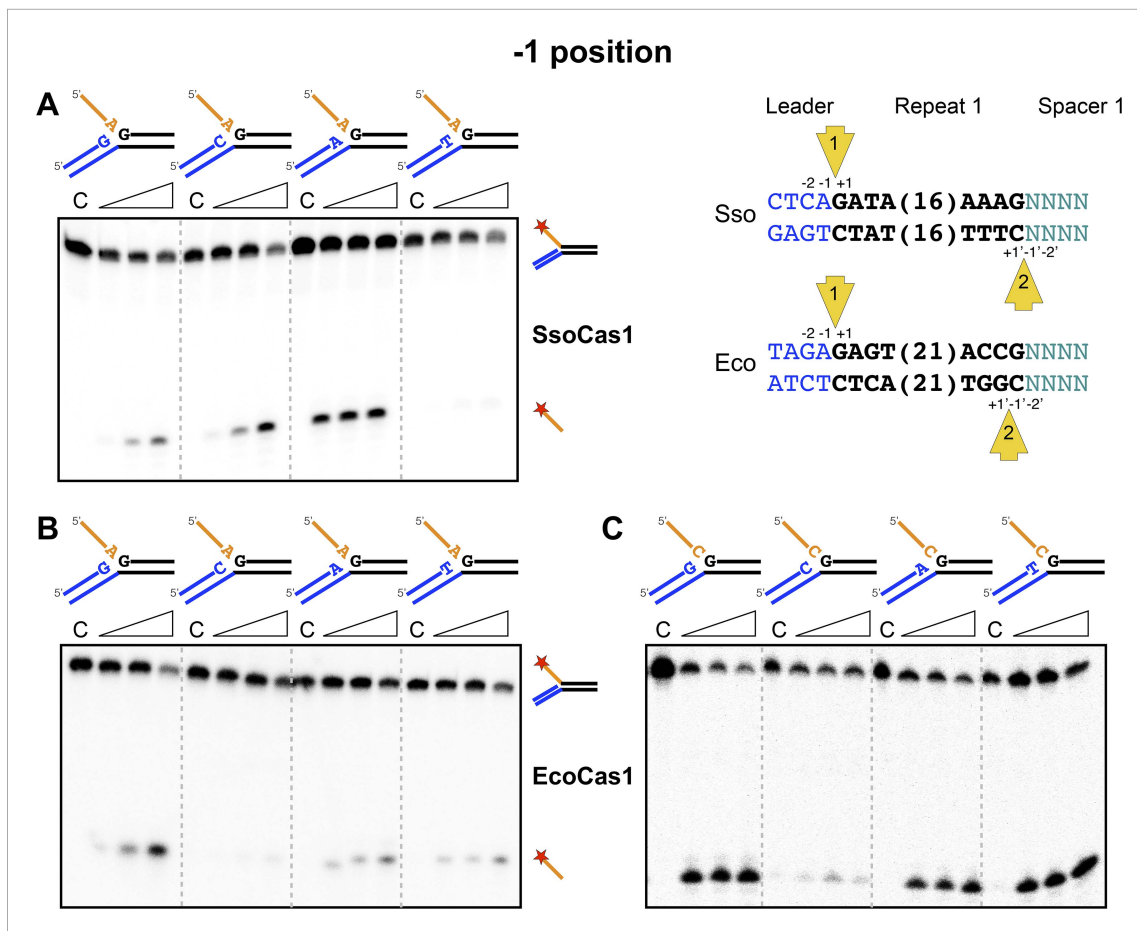 -1 position
A
5' A G G 5'
5' A C G 5'
5' A A G 5'
5' A T G 5'
C C C C
SsoCas1
Leader Repeat 1 Spacer 1
1
-2 -1 +1
Sso
CTCAGATA(16)AAAGNNNN
GAGTCTAT(16)TTTCNNNN
+1'-1'-2'
2
1
-2 -1 +1
Eco
TAGAGAGT(21)ACCGNNNN
ATCTCTCA(21)TGGCNNNN
+1'-1'-2'
2
B
5' A G G 5'
5' A C G 5'
5' A A G 5'
5' A T G 5'
C C C C
EcoCas1
C
5' C G G 5'
5' C C G 5'
5' C A G 5'
5' C T G 5'
C C C C